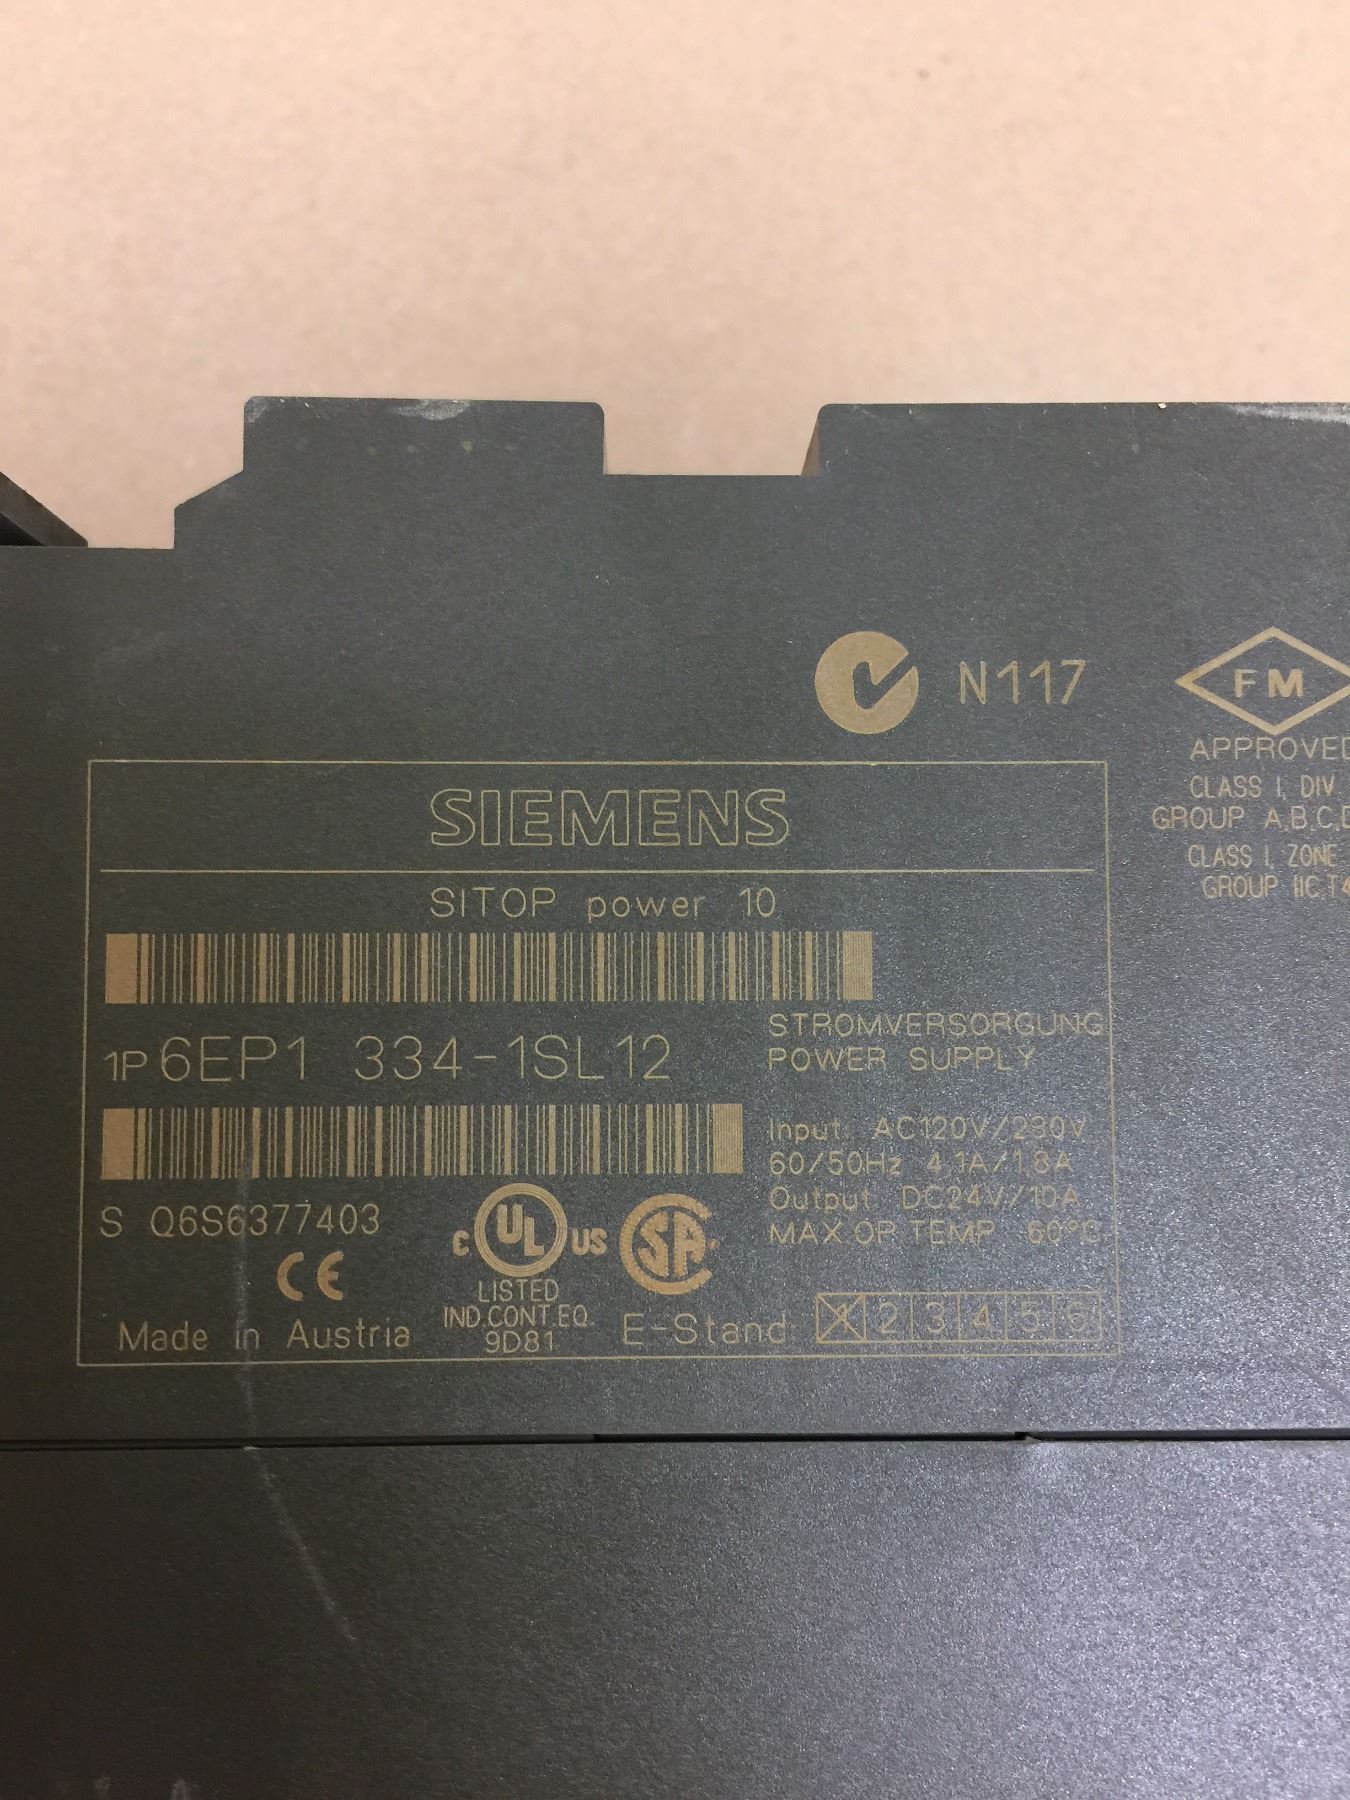 N117
FM
APPROVED
CLASS I, DIV
GROUP A,B,C,D
CLASS I, ZONE
GROUP IIC,T4
SIEMENS
SITOP power 10
1P 6EP1 334-1SL12
STROMVERSORGUNG
POWER SUPPLY
Input: AC120V/230V
60/50Hz 4.1A/1.8A
Output: DC24V/10A
MAX OP TEMP 60°C
S Q6S6377403
CE
C UL US
LISTED
IND.CONT.EQ.
9D81
SA
Made in Austria
E-Stand 1 2 3 4 5 6